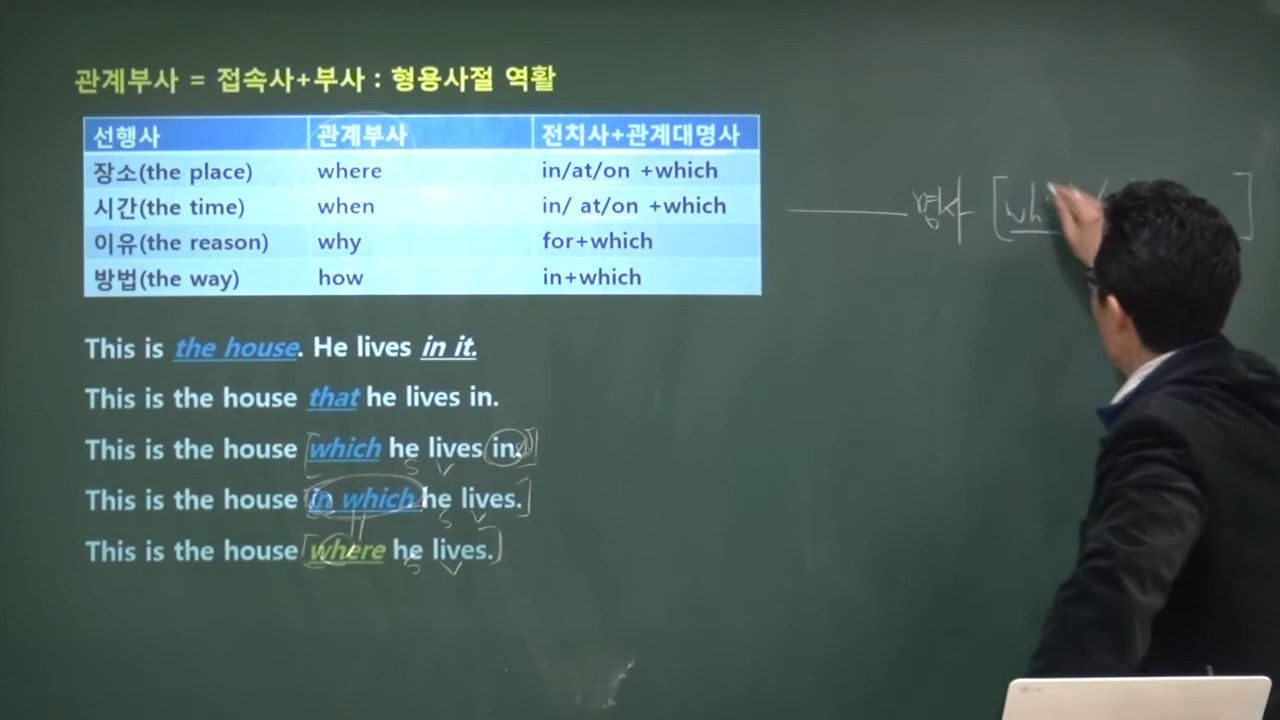 관계부사 = 접속사+부사 : 형용사절 역활
선행사 관계부사 전치사+관계대명사
장소(the place) where in/at/on +which
시간(the time) when in/ at/on +which
이유(the reason) why for+which
방법(the way) how in+which
명사 [wh
This is the house. He lives in it.
This is the house that he lives in.
This is the house [which he lives in.]
S V
This is the house [in which he lives.]
S V
This is the house [where he lives.]
S V
LG